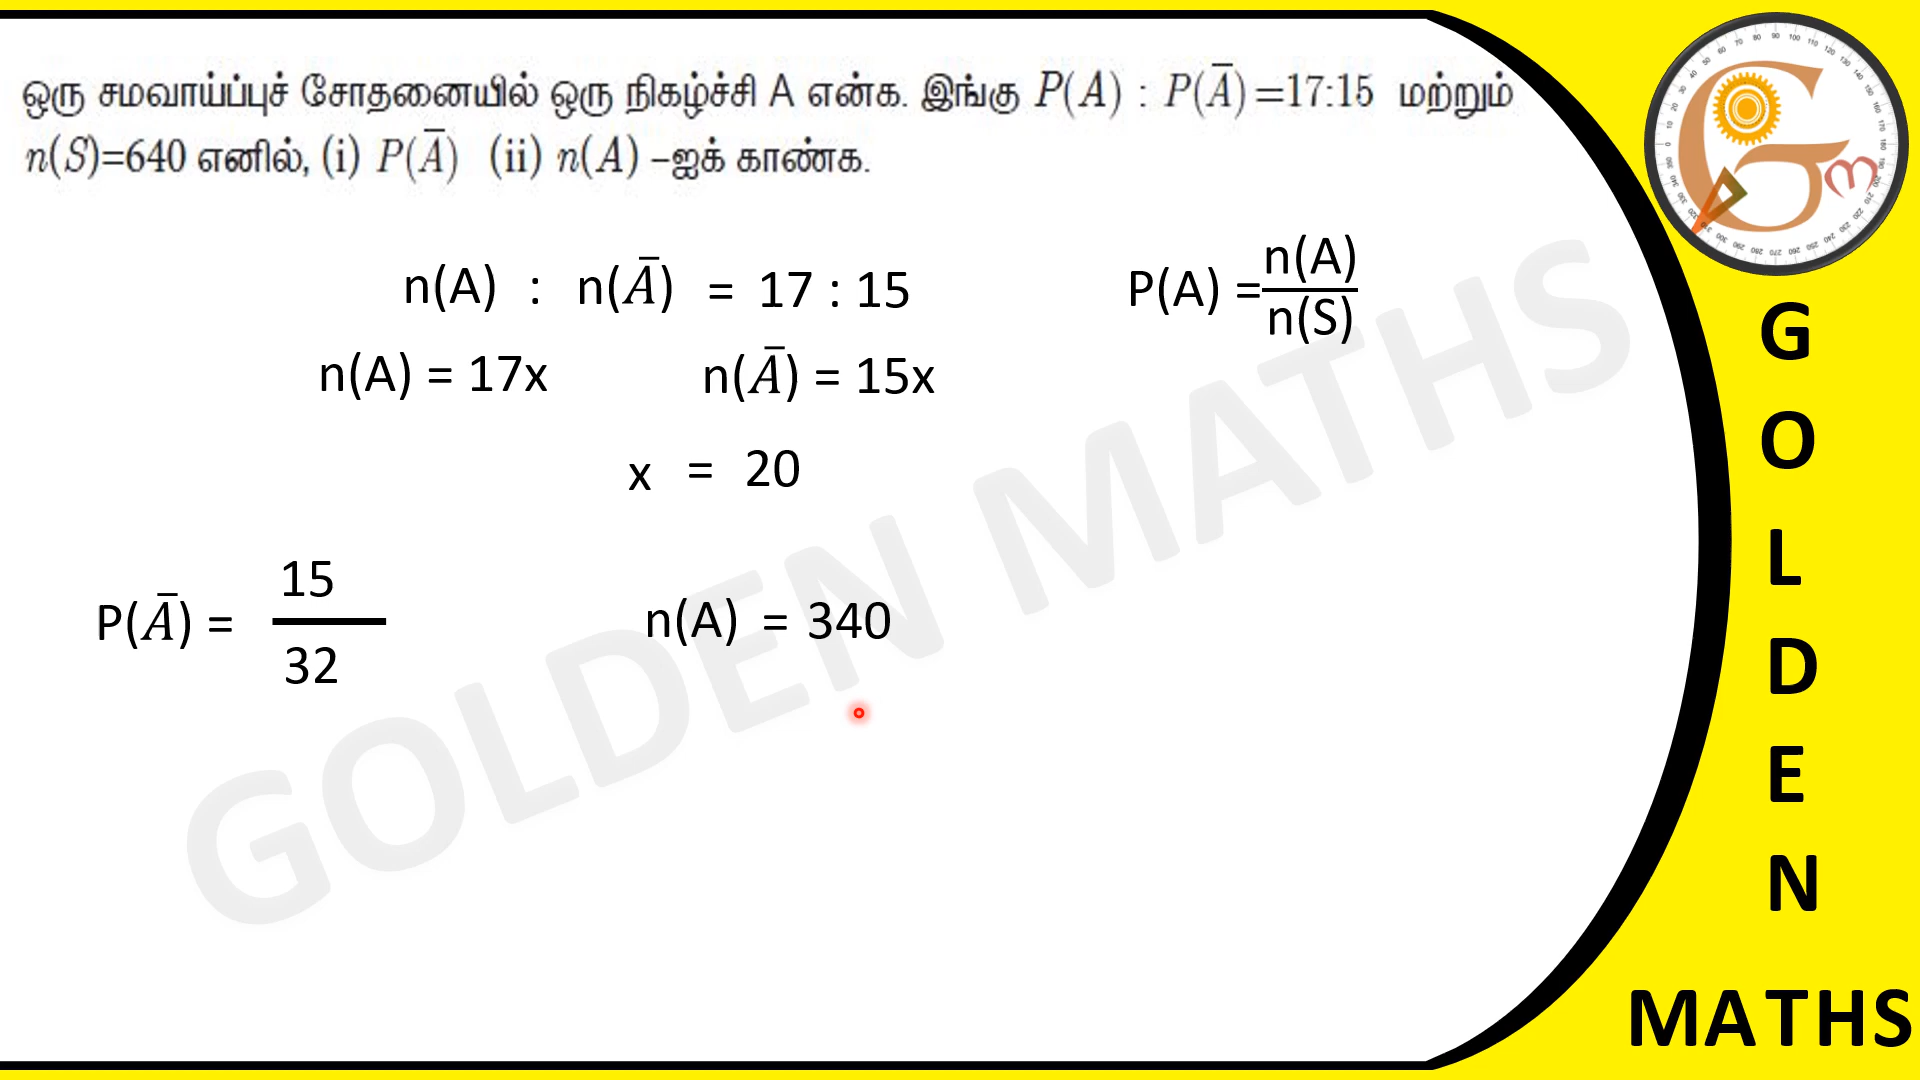 ஒரு சமவாய்ப்புச் சோதனையில் ஒரு நிகழ்ச்சி A என்க. இங்கு P(A) : P(A̅) =17:15 மற்றும்
n(S)=640 எனில், (i) P(A̅) (ii) n(A) –ஐக் காண்க.
n(A) : n(A̅) = 17 : 15
P(A) = n(A)/n(S)
n(A) = 17x n(A̅) = 15x
x = 20
P(A̅) = 15/32
n(A) = 340
GOLDEN MATHS
G
O
L
D
E
N
MATHS